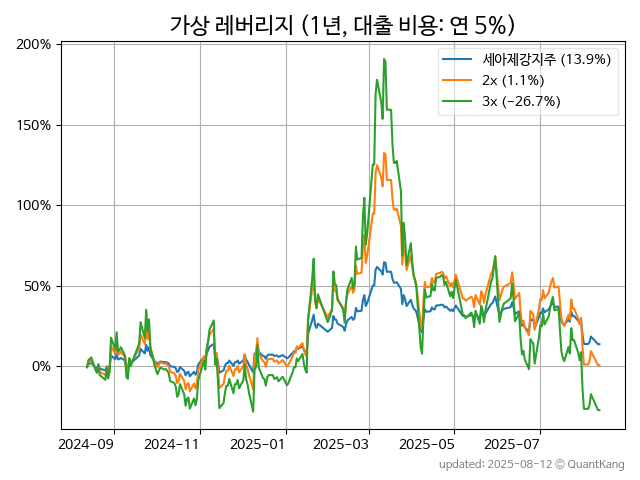 가상 레버리지 (1년, 대출 비용: 연 5%)
200%
150%
100%
50%
0%
세아제강지주 (13.9%)
2x (1.1%)
3x (−26.7%)
2024-09
2024-11
2025-01
2025-03
2025-05
2025-07
updated: 2025-08-12 © QuantKang